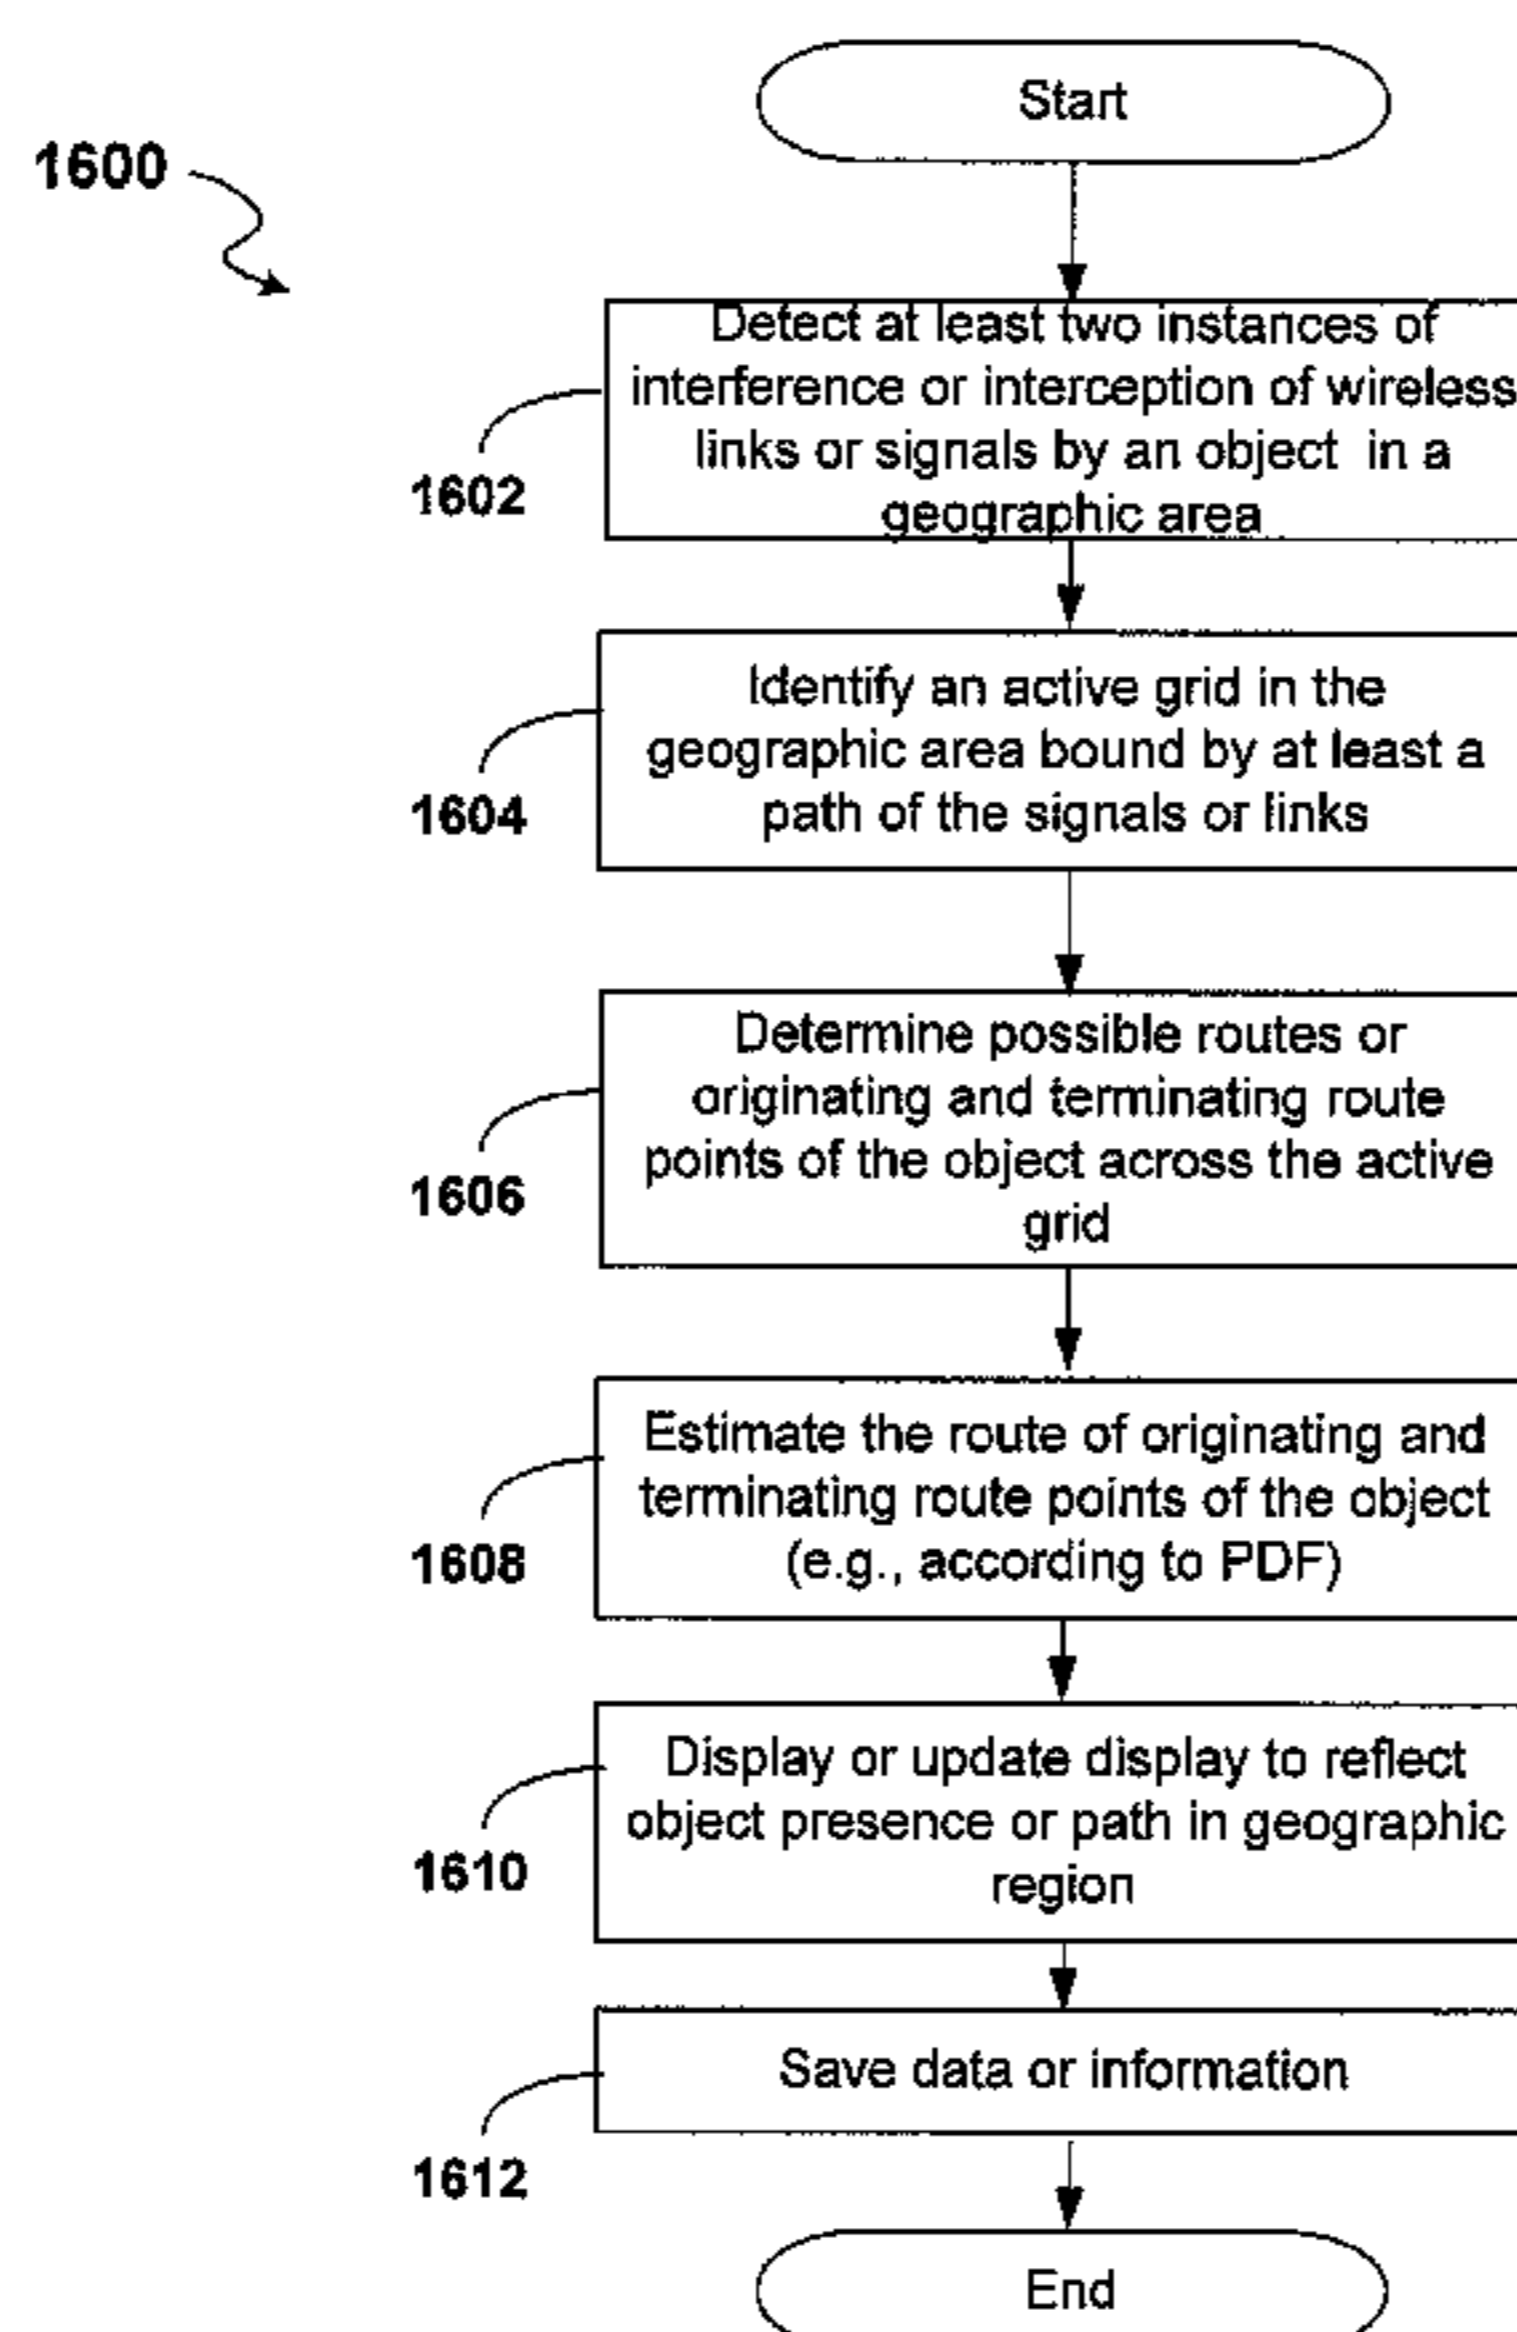 Start
1600
Detect at least two instances of
interference or interception of wireless
links or signals by an object in a
geographic area
1602
Identify an active grid in the
geographic area bound by at least a
path of the signals or links
1604
Determine possible routes or
originating and terminating route
points of the object across the active
grid
1606
Estimate the route of originating and
terminating route points of the object
(e.g., according to PDF)
1608
Display or update display to reflect
object presence or path in geographic
region
1610
Save data or information
1612
End